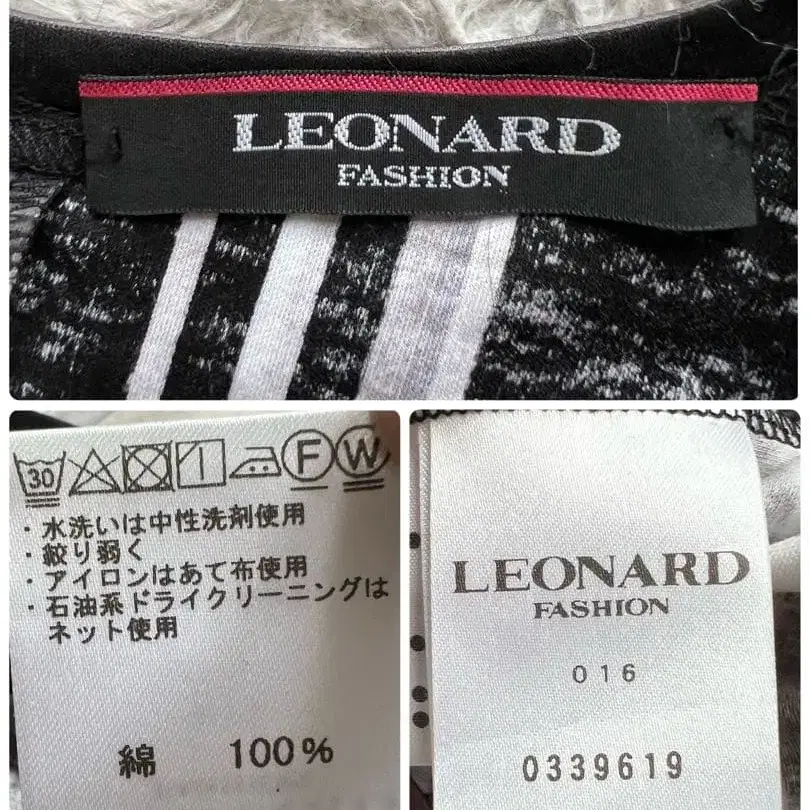 LEONARD
FASHION
30 F W
・水洗いは中性洗剤使用
・絞り弱く
・アイロンはあて布使用
・石油系ドライクリーニングは
ネット使用
綿 100%
LEONARD
FASHION
016
0339619